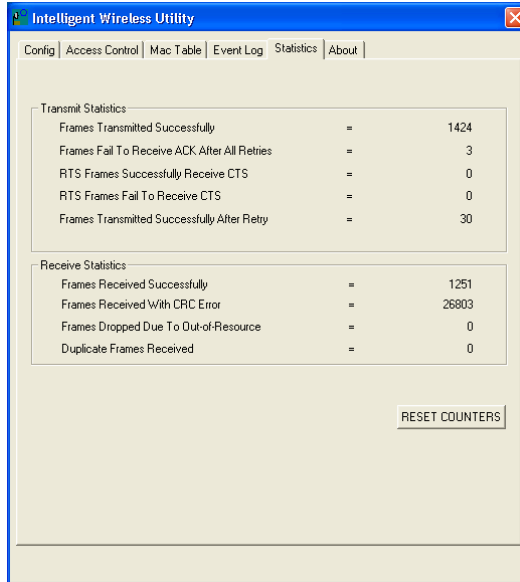 Intelligent Wireless Utility
Config Access Control Mac Table Event Log Statistics About
Transmit Statistics
Frames Transmitted Successfully = 1424
Frames Fail To Receive ACK After All Retries = 3
RTS Frames Successfully Receive CTS = 0
RTS Frames Fail To Receive CTS = 0
Frames Transmitted Successfully After Retry = 30
Receive Statistics
Frames Received Successfully = 1251
Frames Received With CRC Error = 26803
Frames Dropped Due To Out-of-Resource = 0
Duplicate Frames Received = 0
RESET COUNTERS